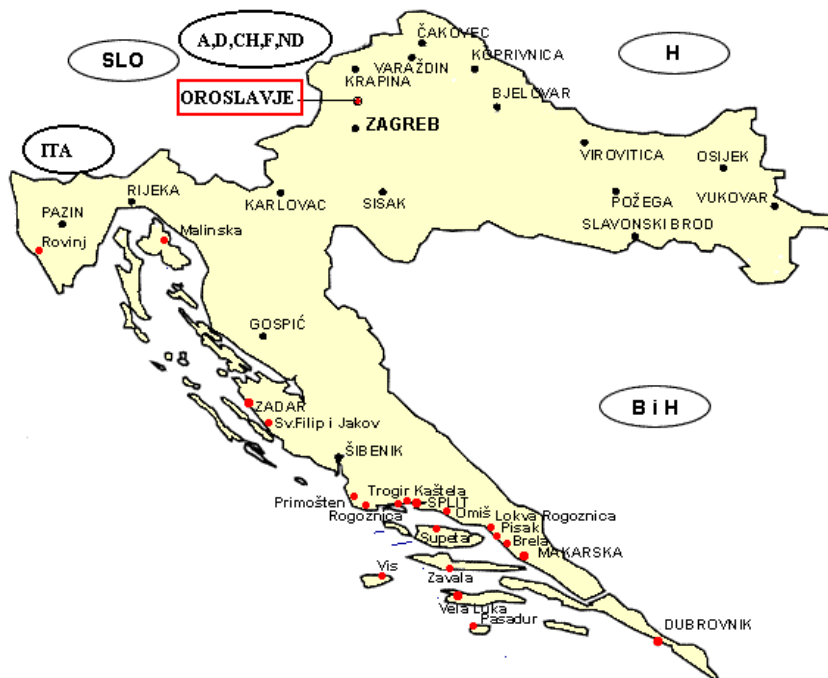 A,D,CH,F,ND
SLO
H
ČAKOVEC
VARAŽDIN
KOPRIVNICA
KRAPINA
OROSLAVJE
BJELOVAR
ZAGREB
ITA
VIROVITICA
OSIJEK
RIJEKA
KARLOVAC
SISAK
POŽEGA
VUKOVAR
PAZIN
SLAVONSKI BROD
Malinska
Rovinj
GOSPIĆ
ZADAR
B i H
Sv.Filip i Jakov
ŠIBENIK
Trogir Kaštela
Primošten
SPLIT
Rogoznica
Omiš
Lokva Rogoznica
Pisak
Supetar
Brela
MAKARSKA
Vis
Zavala
Vela Luka
Pasadur
DUBROVNIK